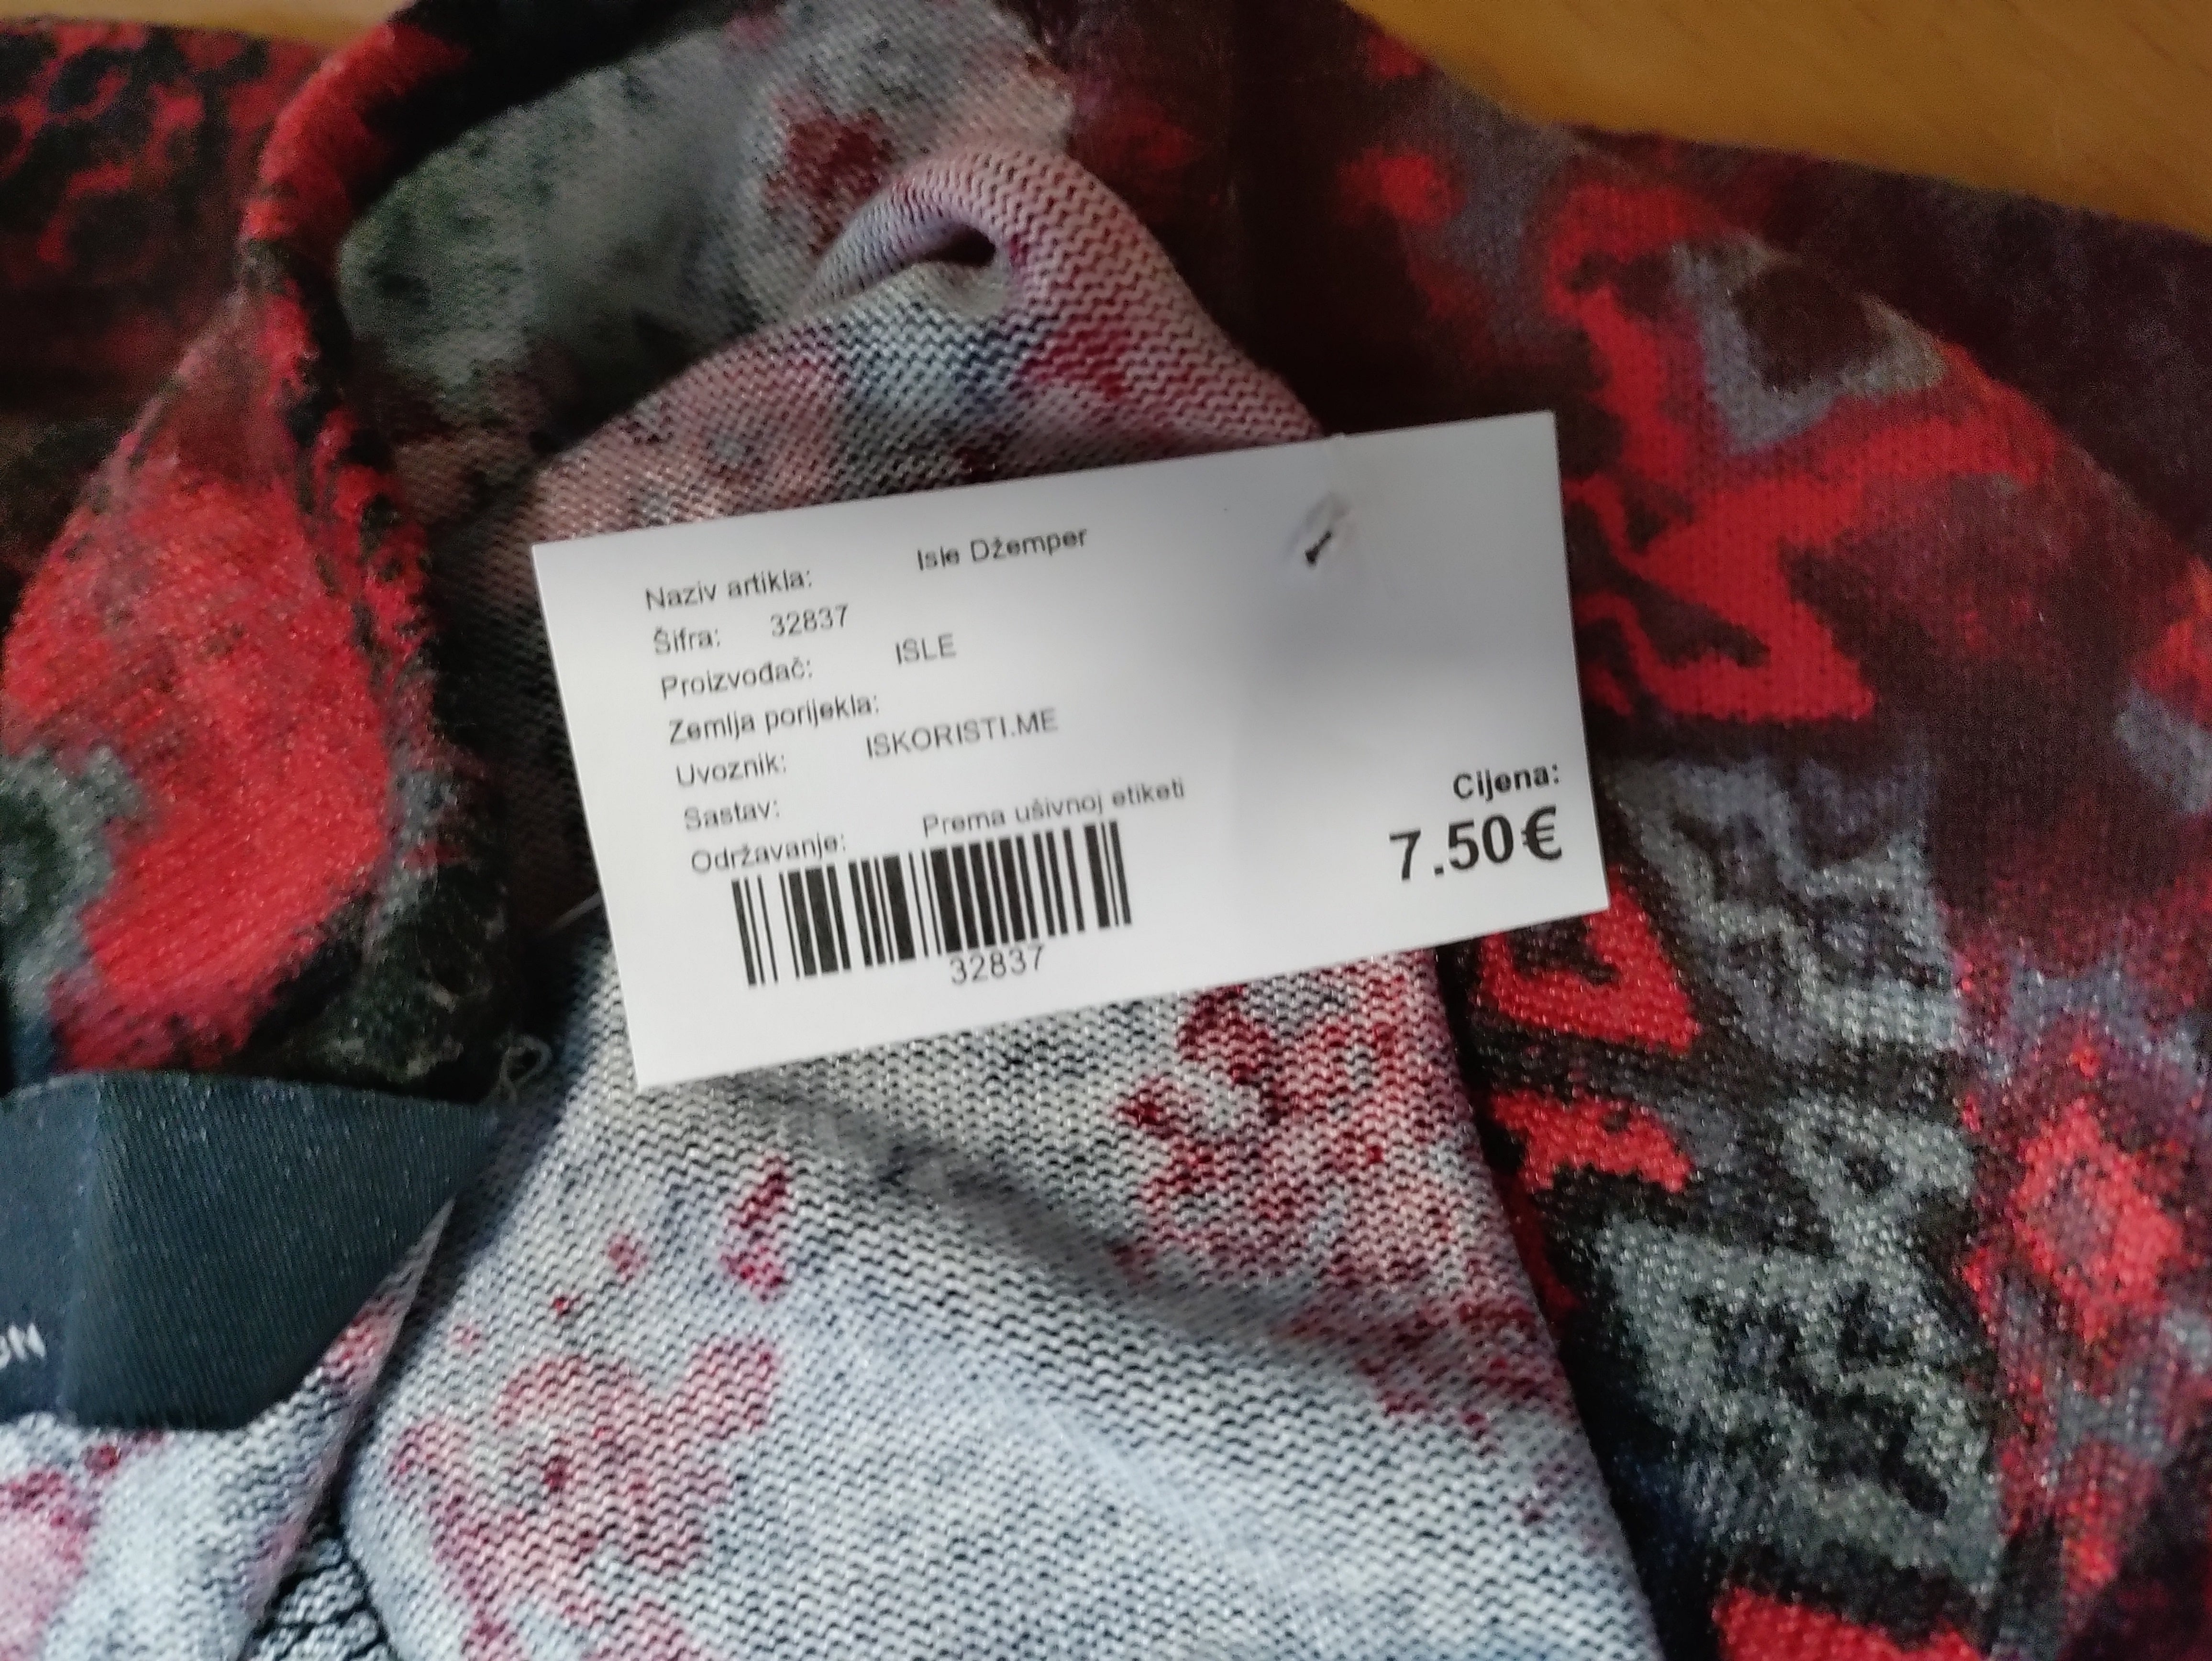 Naziv artikla: Isle Džemper
Šifra: 32837
Proizvođač: ISLE
Zemlja porijekla:
Uvoznik: ISKORISTI.ME
Sastav:
Održavanje: Prema ušivnoj etiketi
32837
Cijena:
7.50€